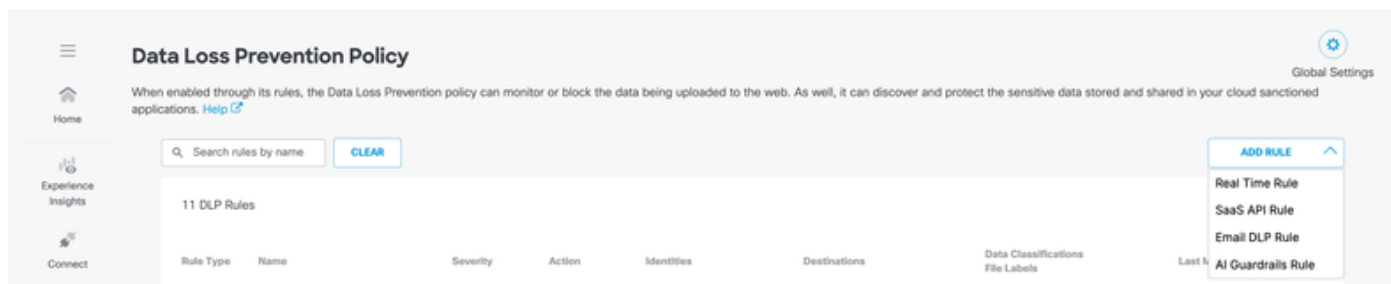 Data Loss Prevention Policy
Global Settings
When enabled through its rules, the Data Loss Prevention policy can monitor or block the data being uploaded to the web. As well, it can discover and protect the sensitive data stored and shared in your cloud sanctioned
applications. Help
Home
Search rules by name
CLEAR
ADD RULE
Real Time Rule
SaaS API Rule
Email DLP Rule
AI Guardrails Rule
Experience
Insights
11 DLP Rules
Connect
Rule Type Name Severity Action Identities Destinations Data Classifications
File Labels
Last